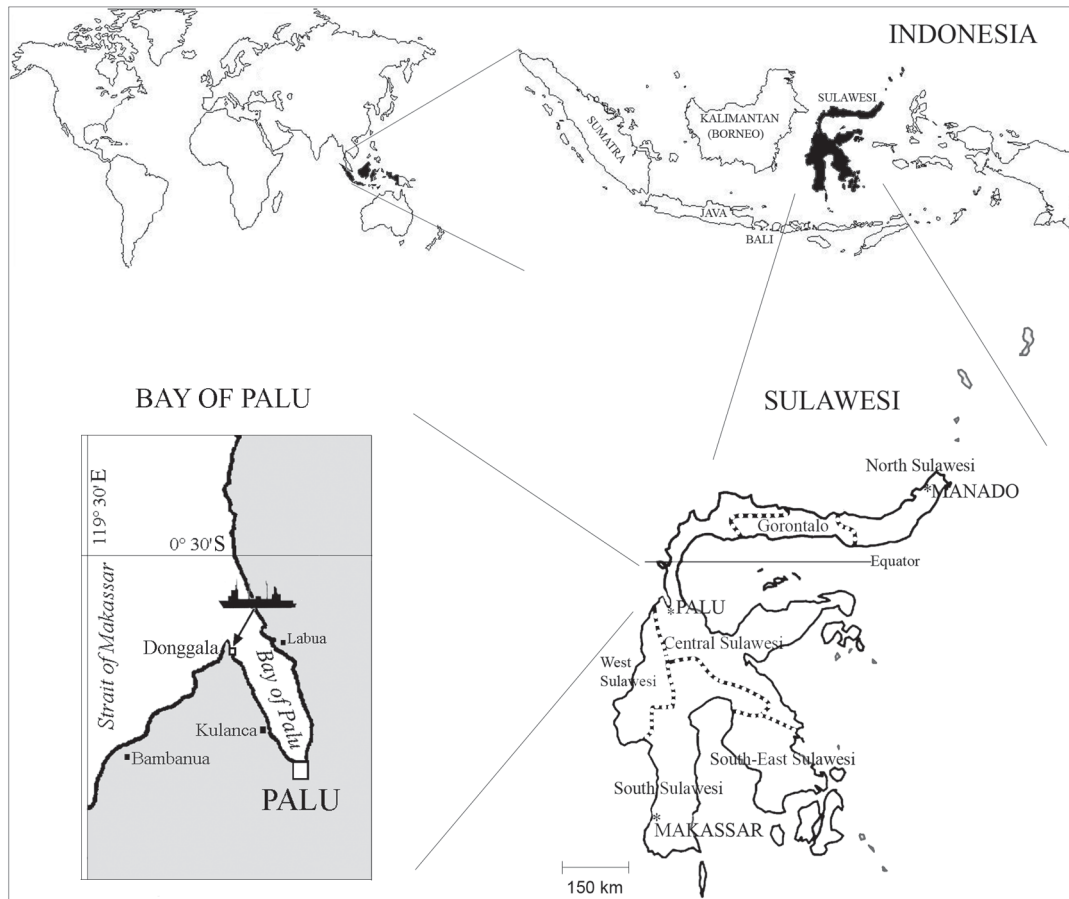 INDONESIA
SULAWESI
KALIMANTAN
(BORNEO)
SUMATRA
JAVA
BALI
BAY OF PALU
119° 30' E
0° 30' S
Strait of Makassar
Donggala
Labua
Bay of Palu
Kulanca
Bambanua
PALU
SULAWESI
North Sulawesi
*MANADO
Gorontalo
Equator
*PALU
Central Sulawesi
West
Sulawesi
South-East Sulawesi
South Sulawesi
*
MAKASSAR
150 km